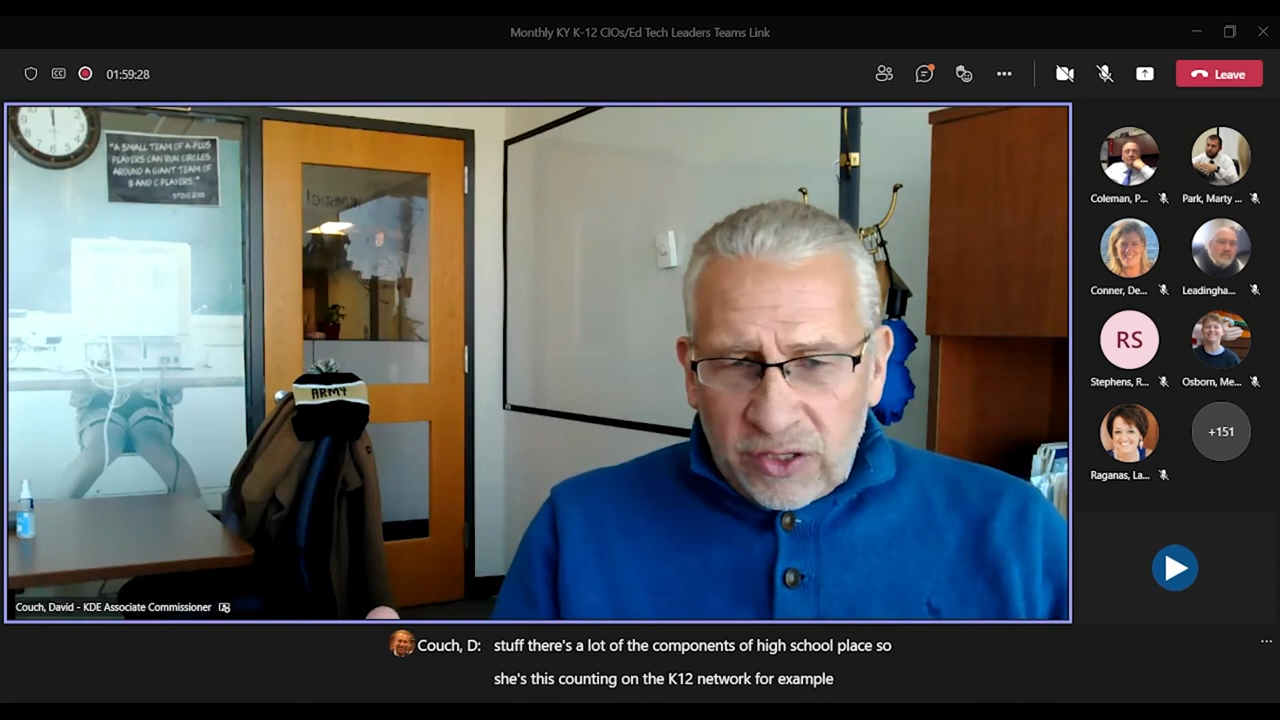 Monthly KY K-12 CIOs/Ed Tech Leaders Teams Link
01:59:28
Leave
"A SMALL TEAM OF A-PLUS
PLAYERS CAN RUN CIRCLES
AROUND A GIANT TEAM OF
B AND C PLAYERS."
ARMY
Coleman, P...
Park, Marty ...
Conner, De...
Leadingha...
RS
Stephens, R...
Osborn, Me...
Raganas, La...
+151
Couch, David - KDE Associate Commissioner
Couch, D: stuff there's a lot of the components of high school place so
she's this counting on the K12 network for example